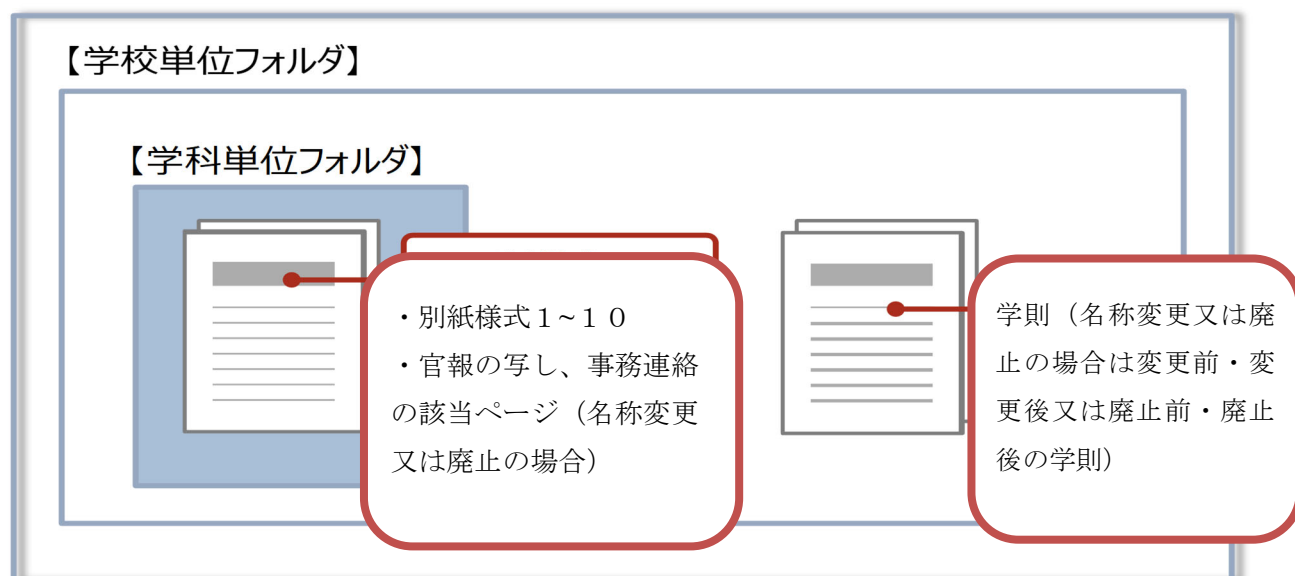 【学校単位フォルダ】
【学科単位フォルダ】
・別紙様式１~１０
・官報の写し、事務連絡
の該当ページ（名称変更
又は廃止の場合）
学則（名称変更又は廃
止の場合は変更前・変
更後又は廃止前・廃止
後の学則）